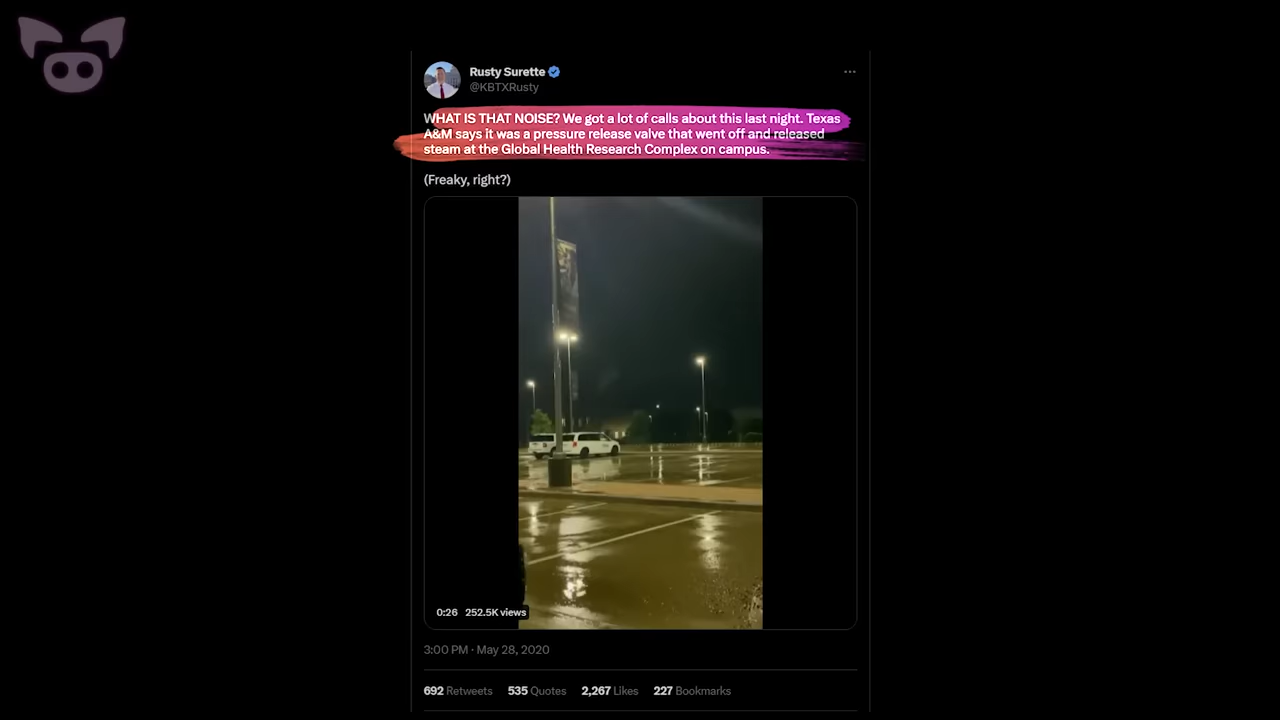 Rusty Surette
@KBTXRusty
WHAT IS THAT NOISE? We got a lot of calls about this last night. Texas
A&M says it was a pressure release valve that went off and released
steam at the Global Health Research Complex on campus.
(Freaky, right?)
0:26 252.5K views
3:00 PM · May 28, 2020
692 Retweets 535 Quotes 2,267 Likes 227 Bookmarks